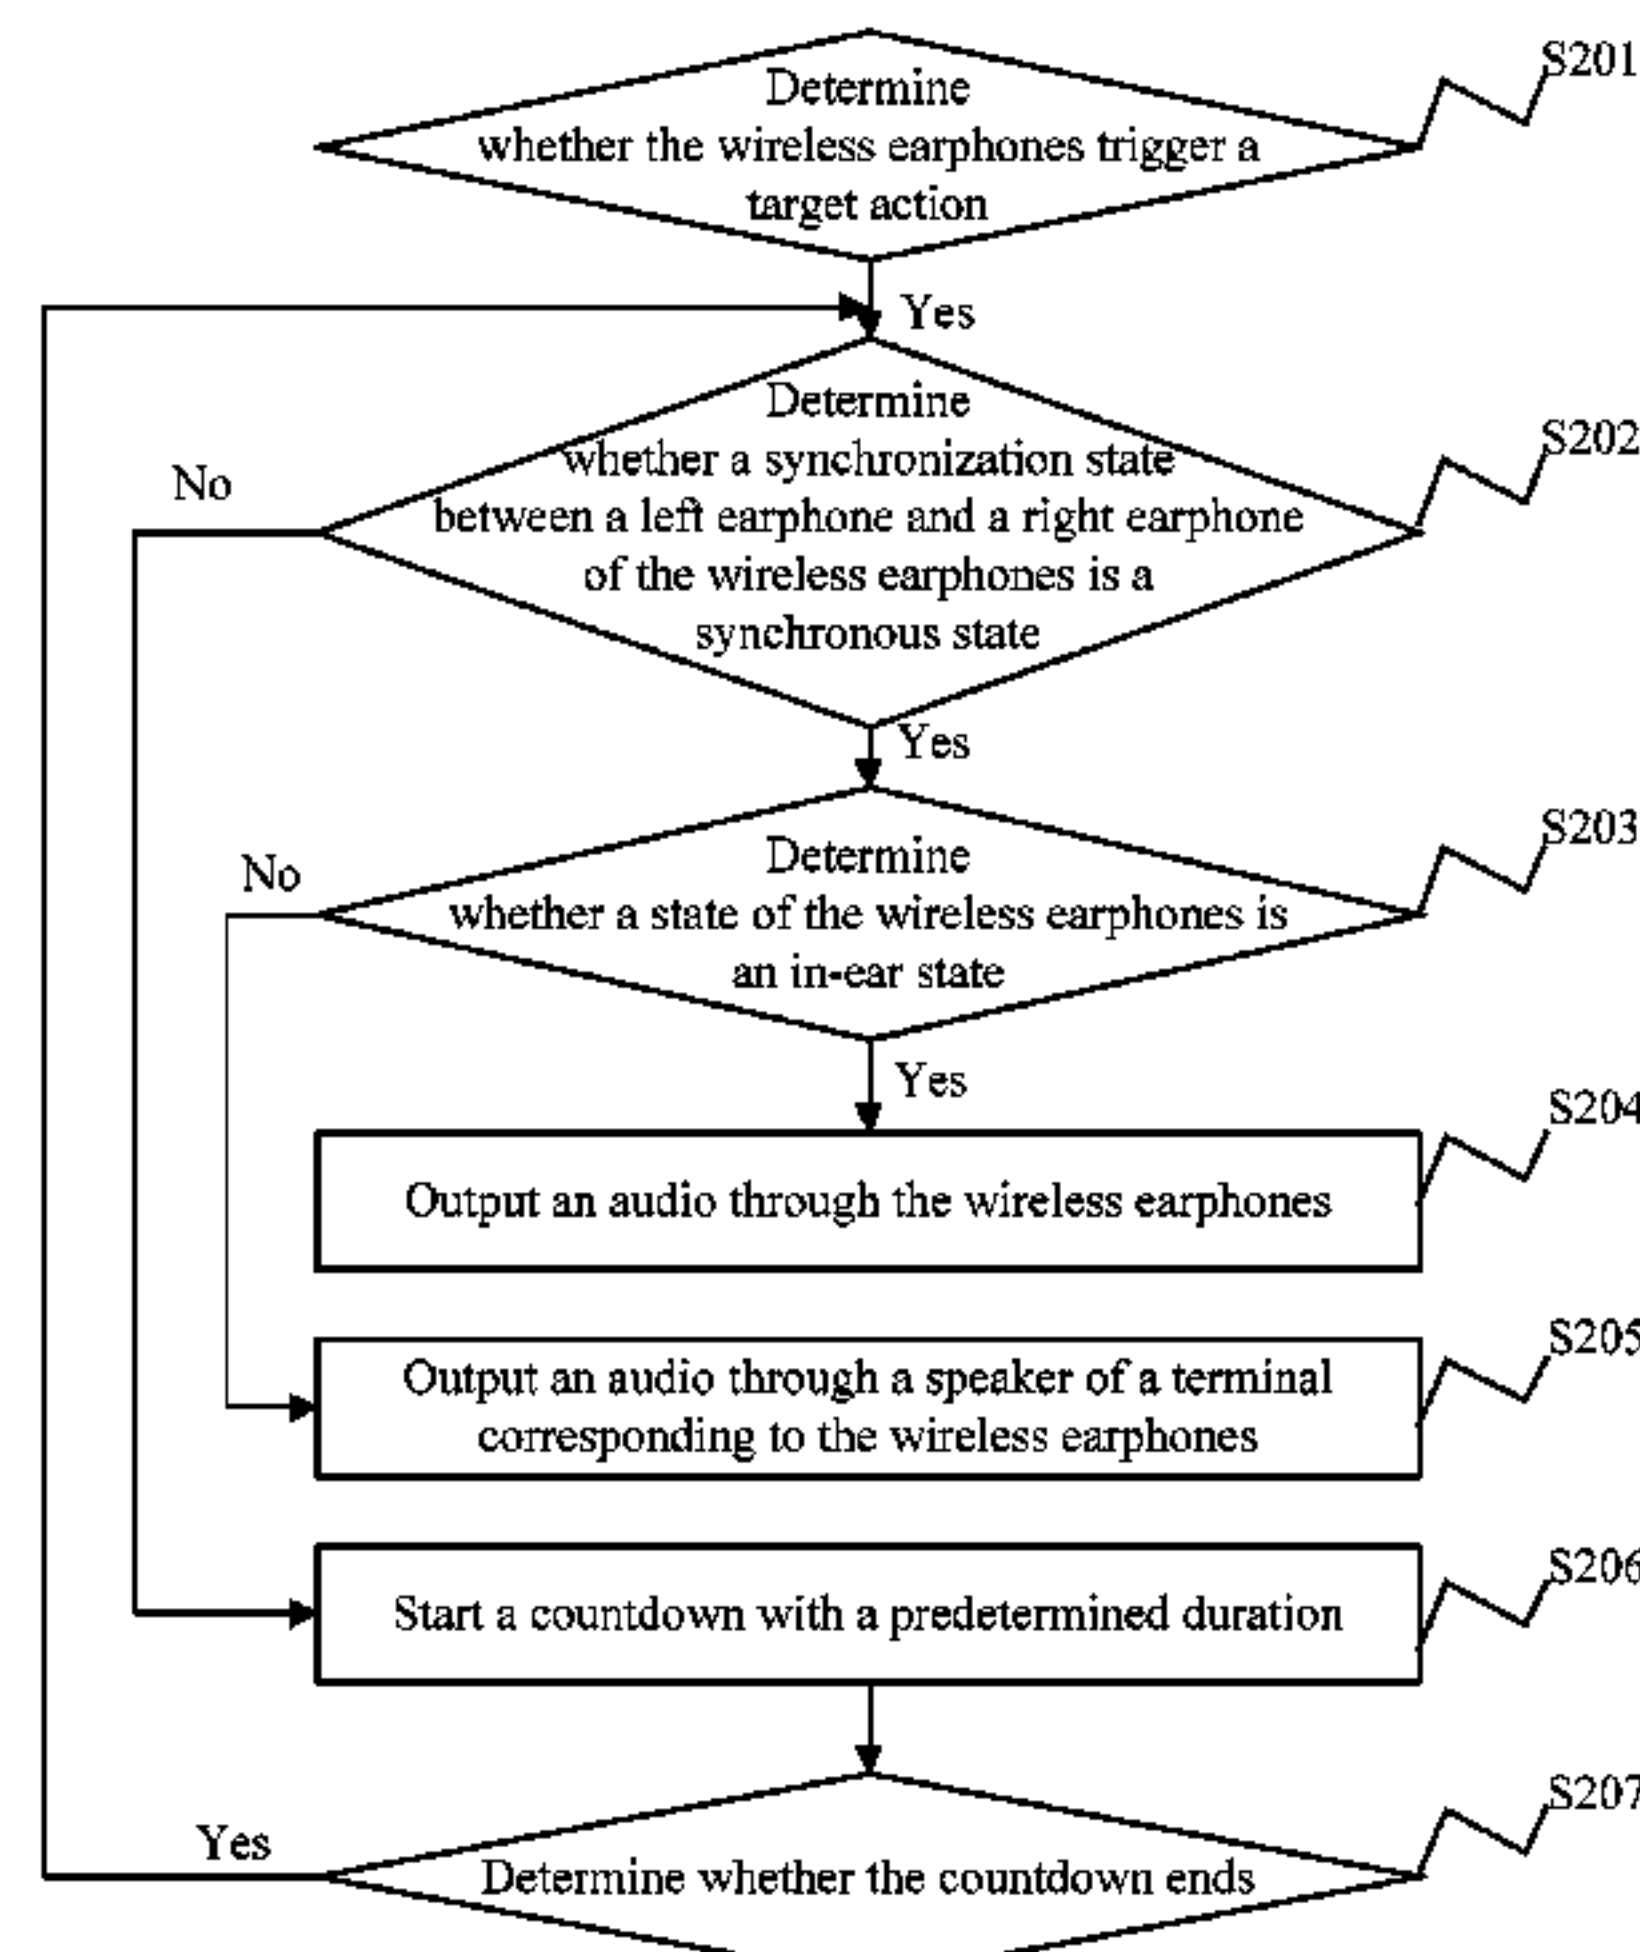 S201
Determine
whether the wireless earphones trigger a
target action
Yes
Determine
whether a synchronization state
between a left earphone and a right earphone
of the wireless earphones is a
synchronous state
S202
No
Yes
Determine
whether a state of the wireless earphones is
an in-ear state
S203
No
Yes
S204
Output an audio through the wireless earphones
S205
Output an audio through a speaker of a terminal
corresponding to the wireless earphones
S206
Start a countdown with a predetermined duration
S207
Yes
Determine whether the countdown ends